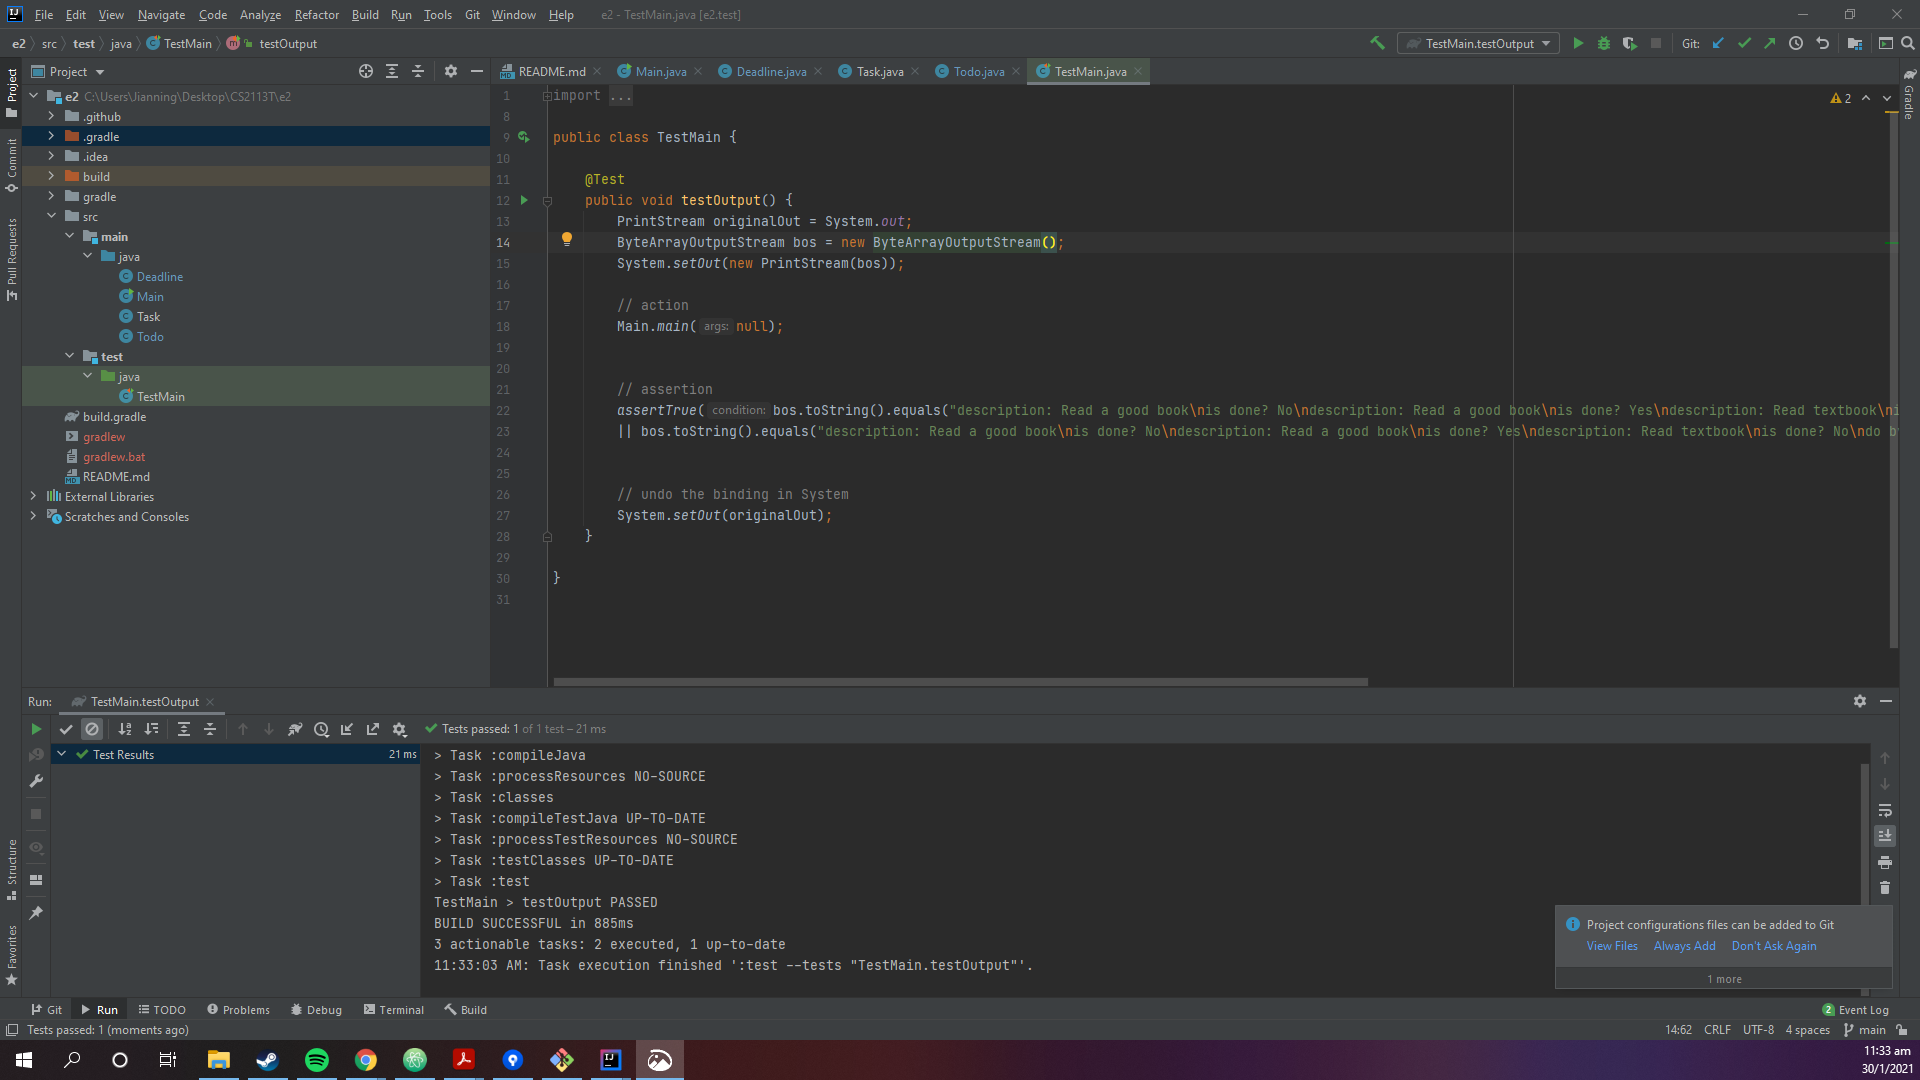 File Edit View Navigate Code Analyze Refactor Build Run Tools Git Window Help e2 - TestMain.java [e2.test]
e2 src test java TestMain testOutput
TestMain.testOutput Git:
Project
README.md Main.java Deadline.java Task.java Todo.java TestMain.java
e2 C:\Users\Jianning\Desktop\CS2113T\e2
.github
.gradle
.idea
build
gradle
src
main
java
Deadline
Main
Task
Todo
test
java
TestMain
build.gradle
gradlew
gradlew.bat
README.md
External Libraries
Scratches and Consoles
Project
Commit
Pull Requests
Structure
Favorites
Gradle
2
1 import ...
8
9 public class TestMain {
10
11 @Test
12 public void testOutput() {
13 PrintStream originalOut = System.out;
14 ByteArrayOutputStream bos = new ByteArrayOutputStream();
15 System.setOut(new PrintStream(bos));
16
17 // action
18 Main.main( args: null);
19
20
21 // assertion
22 assertTrue( condition: bos.toString().equals("description: Read a good book\nis done? No\ndescription: Read a good book\nis done? Yes\ndescription: Read textbook\ni
23 || bos.toString().equals("description: Read a good book\nis done? No\ndescription: Read a good book\nis done? Yes\ndescription: Read textbook\nis done? No\ndo b
24
25
26 // undo the binding in System
27 System.setOut(originalOut);
28 }
29
30 }
31
Run: TestMain.testOutput
Tests passed: 1 of 1 test – 21 ms
Test Results 21 ms
> Task :compileJava
> Task :processResources NO-SOURCE
> Task :classes
> Task :compileTestJava UP-TO-DATE
> Task :processTestResources NO-SOURCE
> Task :testClasses UP-TO-DATE
> Task :test
TestMain > testOutput PASSED
BUILD SUCCESSFUL in 885ms
3 actionable tasks: 2 executed, 1 up-to-date
11:33:03 AM: Task execution finished ':test --tests "TestMain.testOutput"'.
Project configurations files can be added to Git
View Files Always Add Don't Ask Again
1 more
Git Run TODO Problems Debug Terminal Build 2 Event Log
Tests passed: 1 (moments ago) 14:62 CRLF UTF-8 4 spaces main
11:33 am
30/1/2021